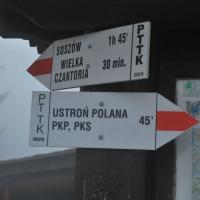 SOSZÓW 1h 45'
WIELKA
CZANTORIA 30 min.
PTTK
PTTK
USTROŃ POLANA
PKP, PKS 45'